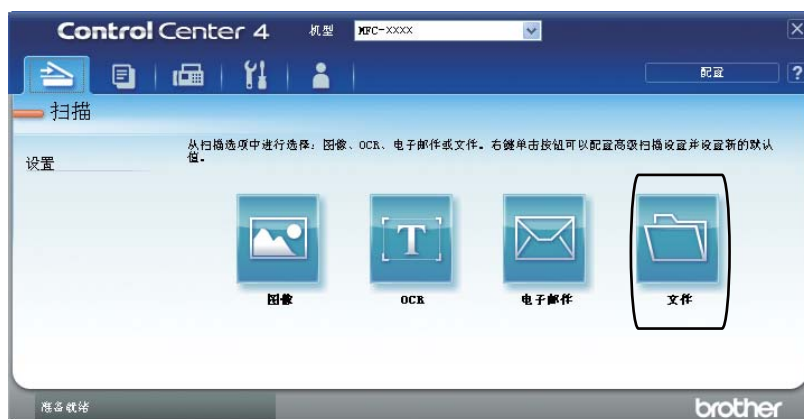 Control Center 4 机型 MFC-XXXX
配置 ?
扫描
设置
从扫描选项中进行选择：图像、OCR、电子邮件或文件。右键单击按钮可以配置高级扫描设置并设置新的默认
值。
T
图像 OCR 电子邮件 文件
准备就绪
brother